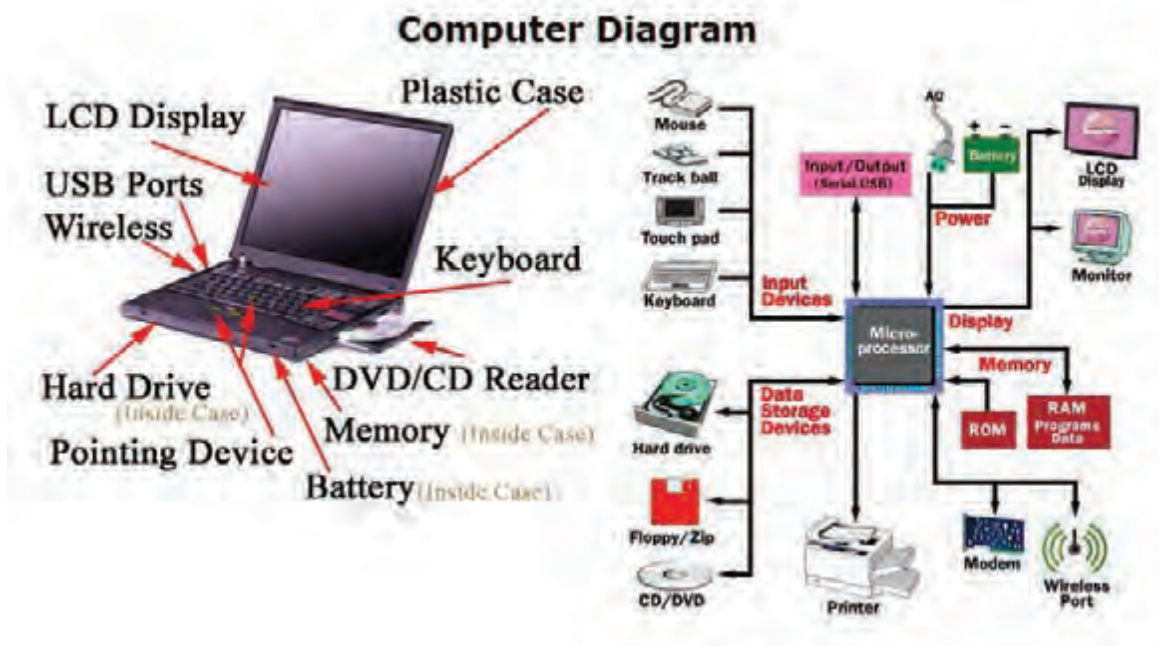 Computer Diagram
LCD Display
Plastic Case
USB Ports
Wireless
Keyboard
Hard Drive
(Inside Case)
DVD/CD Reader
Pointing Device
Memory (Inside Case)
Battery (Inside Case)
Mouse
Track ball
Touch pad
Keyboard
Input
Devices
Input/Output
(Serial,USB)
AC
+ -
Battery
Power
LCD
Display
Monitor
Micro-
processor
Display
Memory
ROM
RAM
Programs
Data
Data
Storage
Devices
Hard drive
Floppy/Zip
CD/DVD
Printer
Modem
Wireless
Port